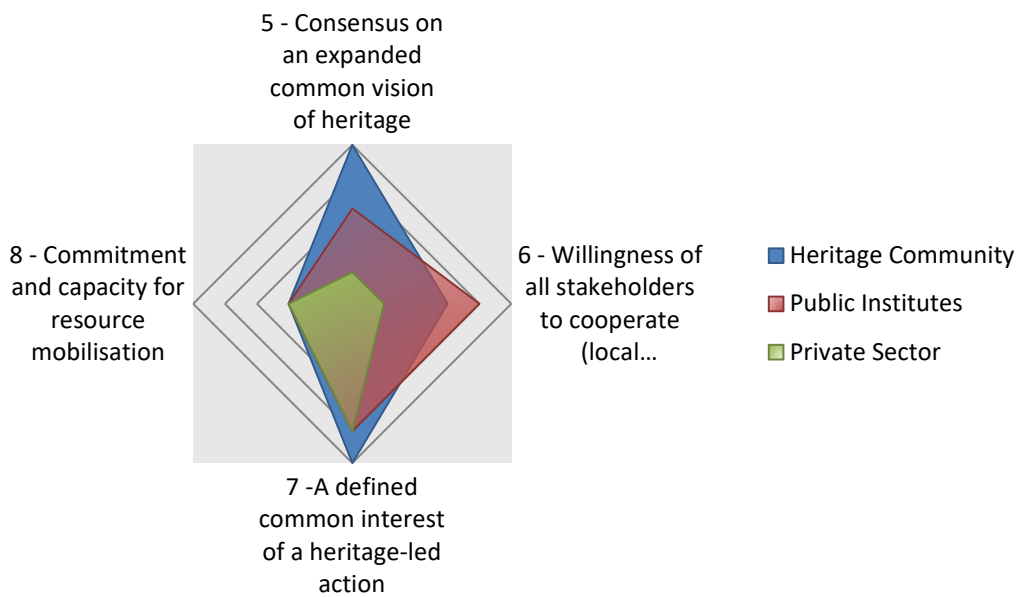 5 - Consensus on
an expanded
common vision
of heritage
8 - Commitment
and capacity for
resource
mobilisation
6 - Willingness of
all stakeholders
to cooperate
(local...
Heritage Community
Public Institutes
Private Sector
7 -A defined
common interest
of a heritage-led
action